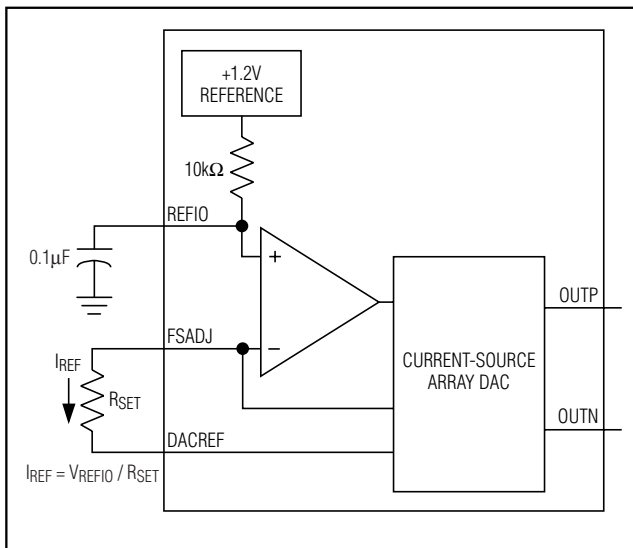 +1.2V
REFERENCE
10kΩ
REFIO
0.1µF
+
FSADJ
−
IREF
RSET
CURRENT-SOURCE
ARRAY DAC
OUTP
OUTN
DACREF
IREF = VREFIO / RSET